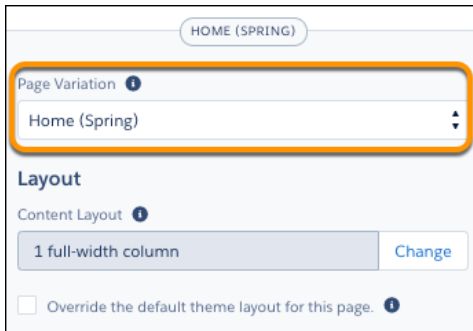 HOME (SPRING)
Page Variation
Home (Spring)
Layout
Content Layout
1 full-width column
Change
Override the default theme layout for this page.